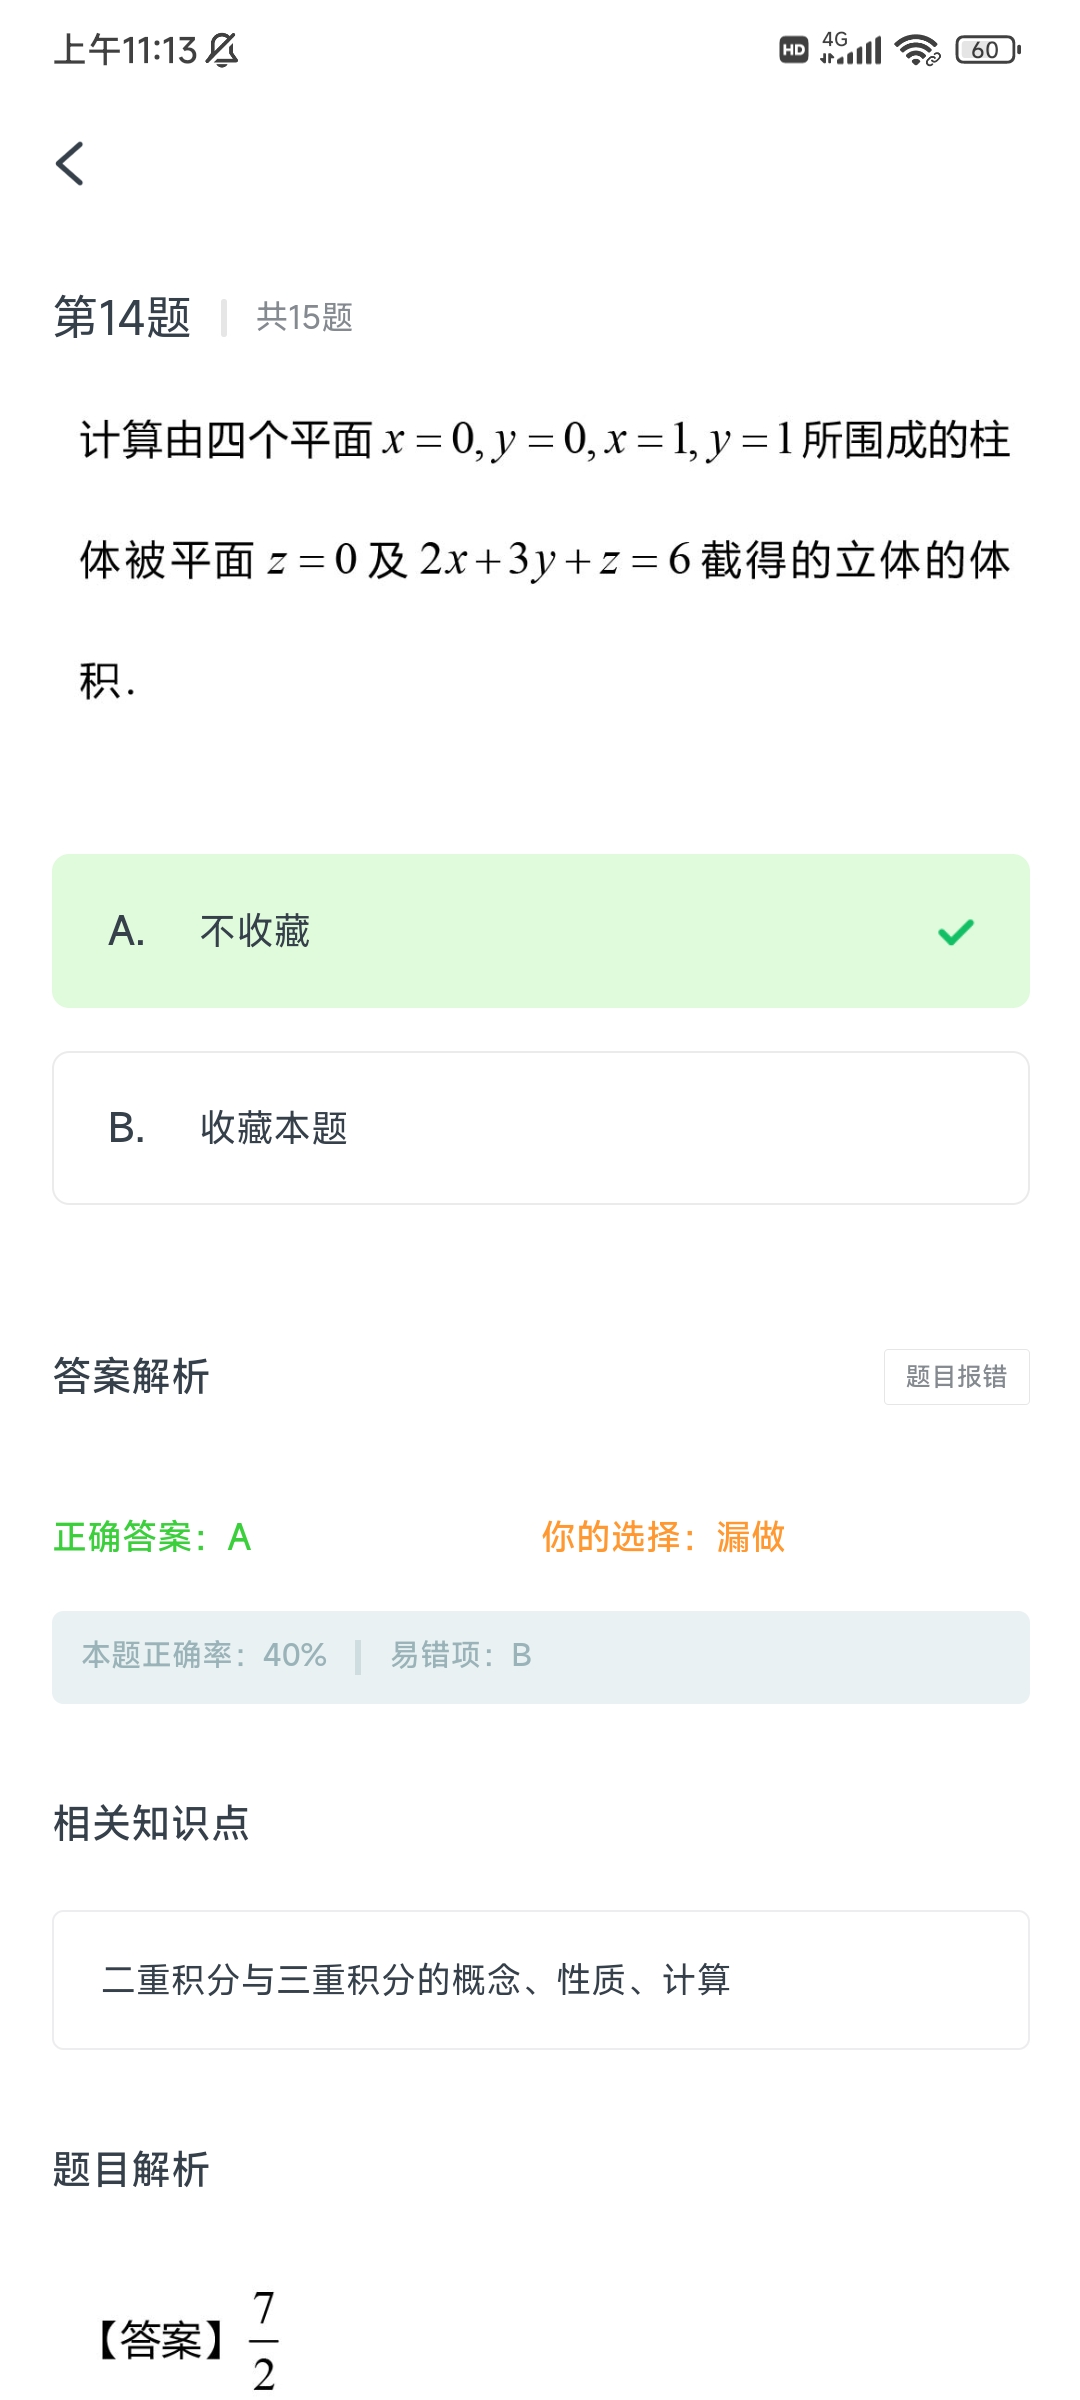 上午11:13
HD 4G 60
第14题 共15题
计算由四个平面 x = 0, y = 0, x = 1, y = 1 所围成的柱
体被平面 z = 0 及 2x + 3y + z = 6 截得的立体的体
积.
A. 不收藏
B. 收藏本题
答案解析 题目报错
正确答案：A 你的选择：漏做
本题正确率：40% 易错项：B
相关知识点
二重积分与三重积分的概念、性质、计算
题目解析
【答案】7/2